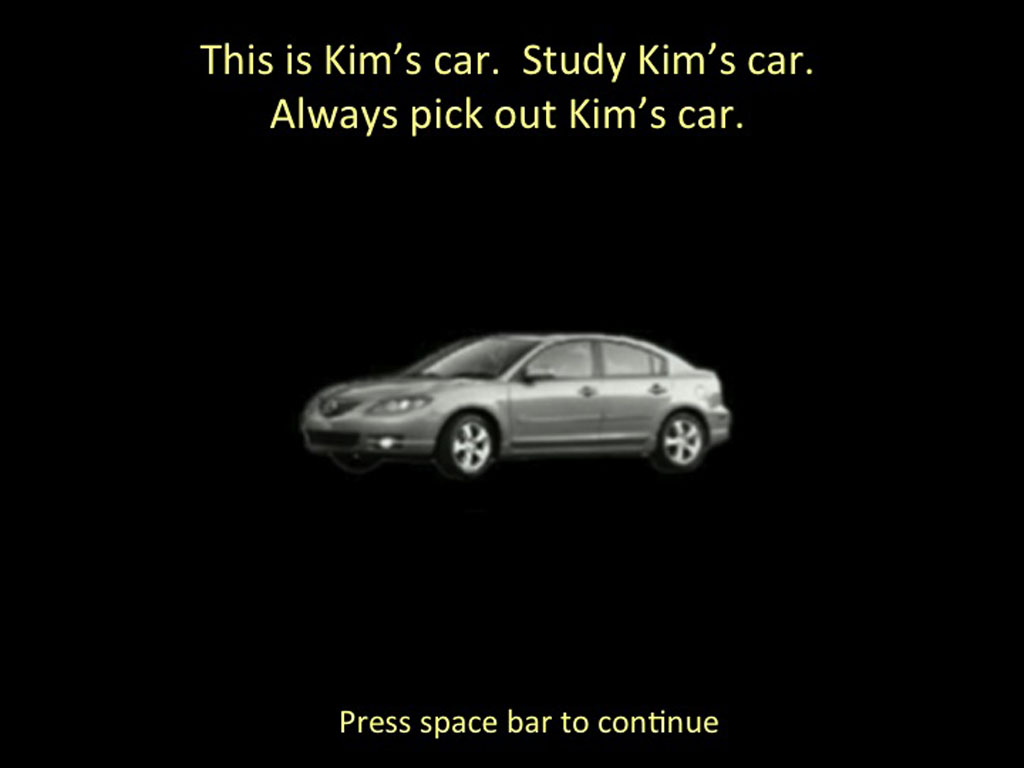 This is Kim’s car.  Study Kim’s car.
Always pick out Kim’s car.
Press space bar to continue